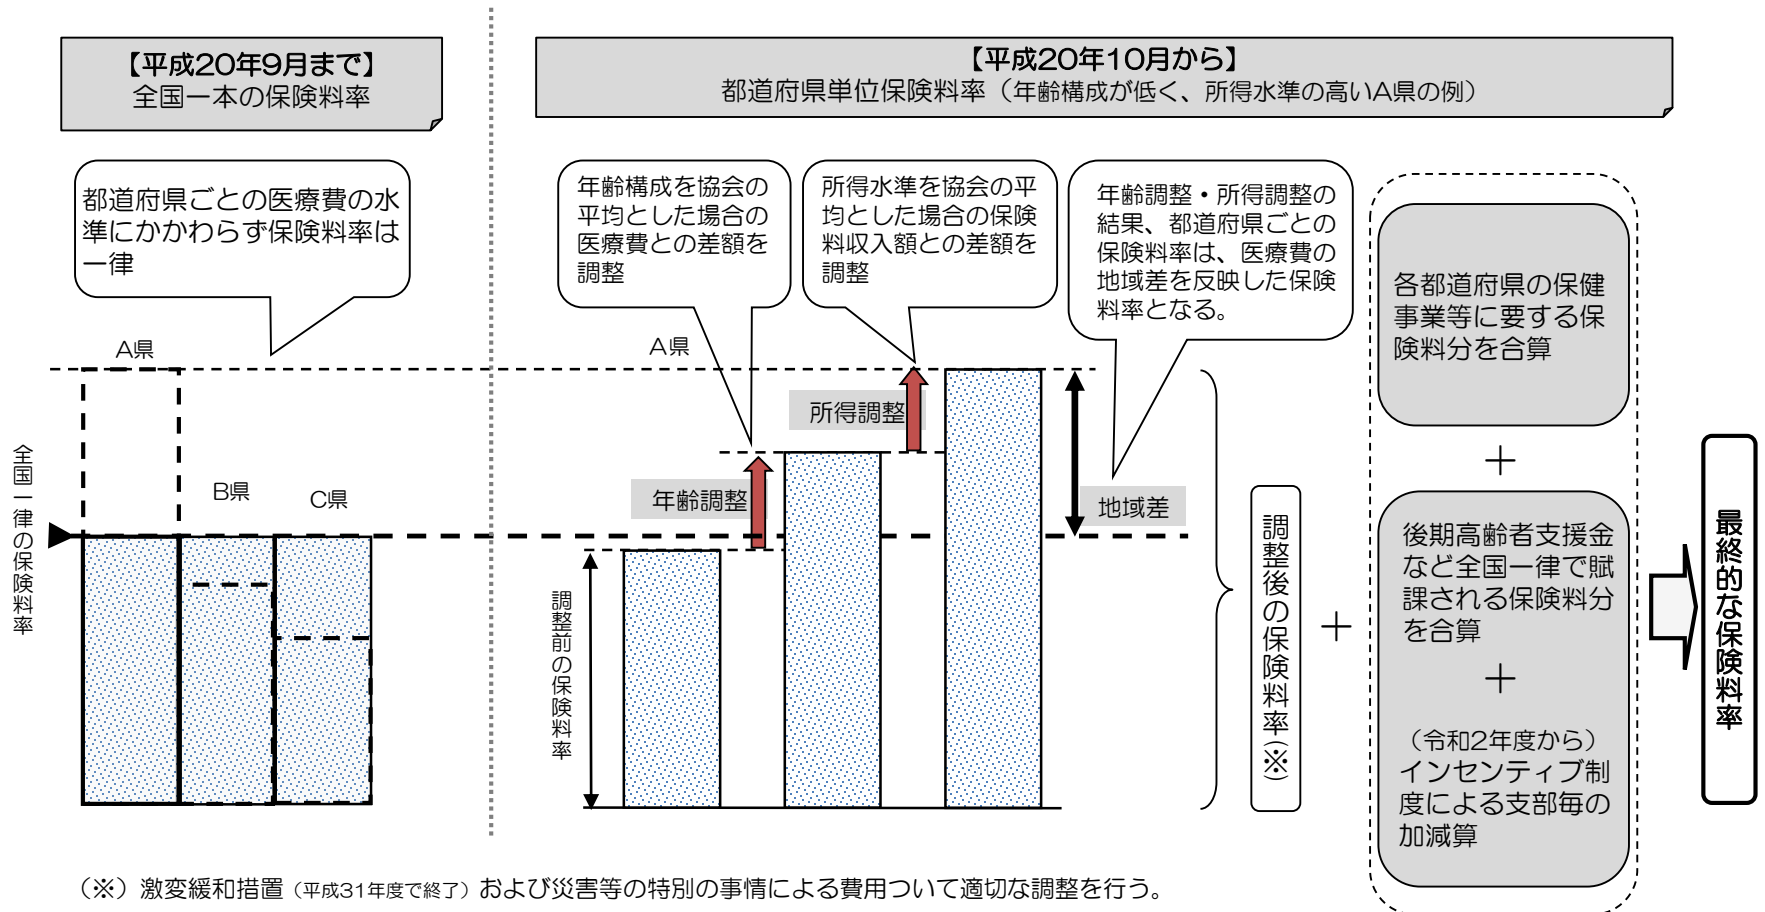 【平成20年9月まで】
全国一本の保険料率
【平成20年10月から】
都道府県単位保険料率（年齢構成が低く、所得水準の高いA県の例）
都道府県ごとの医療費の水
準にかかわらず保険料率は
一律
年齢構成を協会の
平均とした場合の
医療費との差額を
調整
所得水準を協会の平
均とした場合の保険
料収入額との差額を
調整
年齢調整・所得調整の
結果、都道府県ごとの
保険料率は、医療費の
地域差を反映した保険
料率となる。
各都道府県の保健
事業等に要する保
険料分を合算
A県
B県
C県
全国一律の保険料率
A県
所得調整
年齢調整
地域差
調整前の保険料率
調整後の保険料率(※)
＋
＋
後期高齢者支援金
など全国一律で賦
課される保険料分
を合算
＋
（令和2年度から）
インセンティブ制
度による支部毎の
加減算
最終的な保険料率
（※）激変緩和措置（平成31年度で終了）および災害等の特別の事情による費用ついて適切な調整を行う。